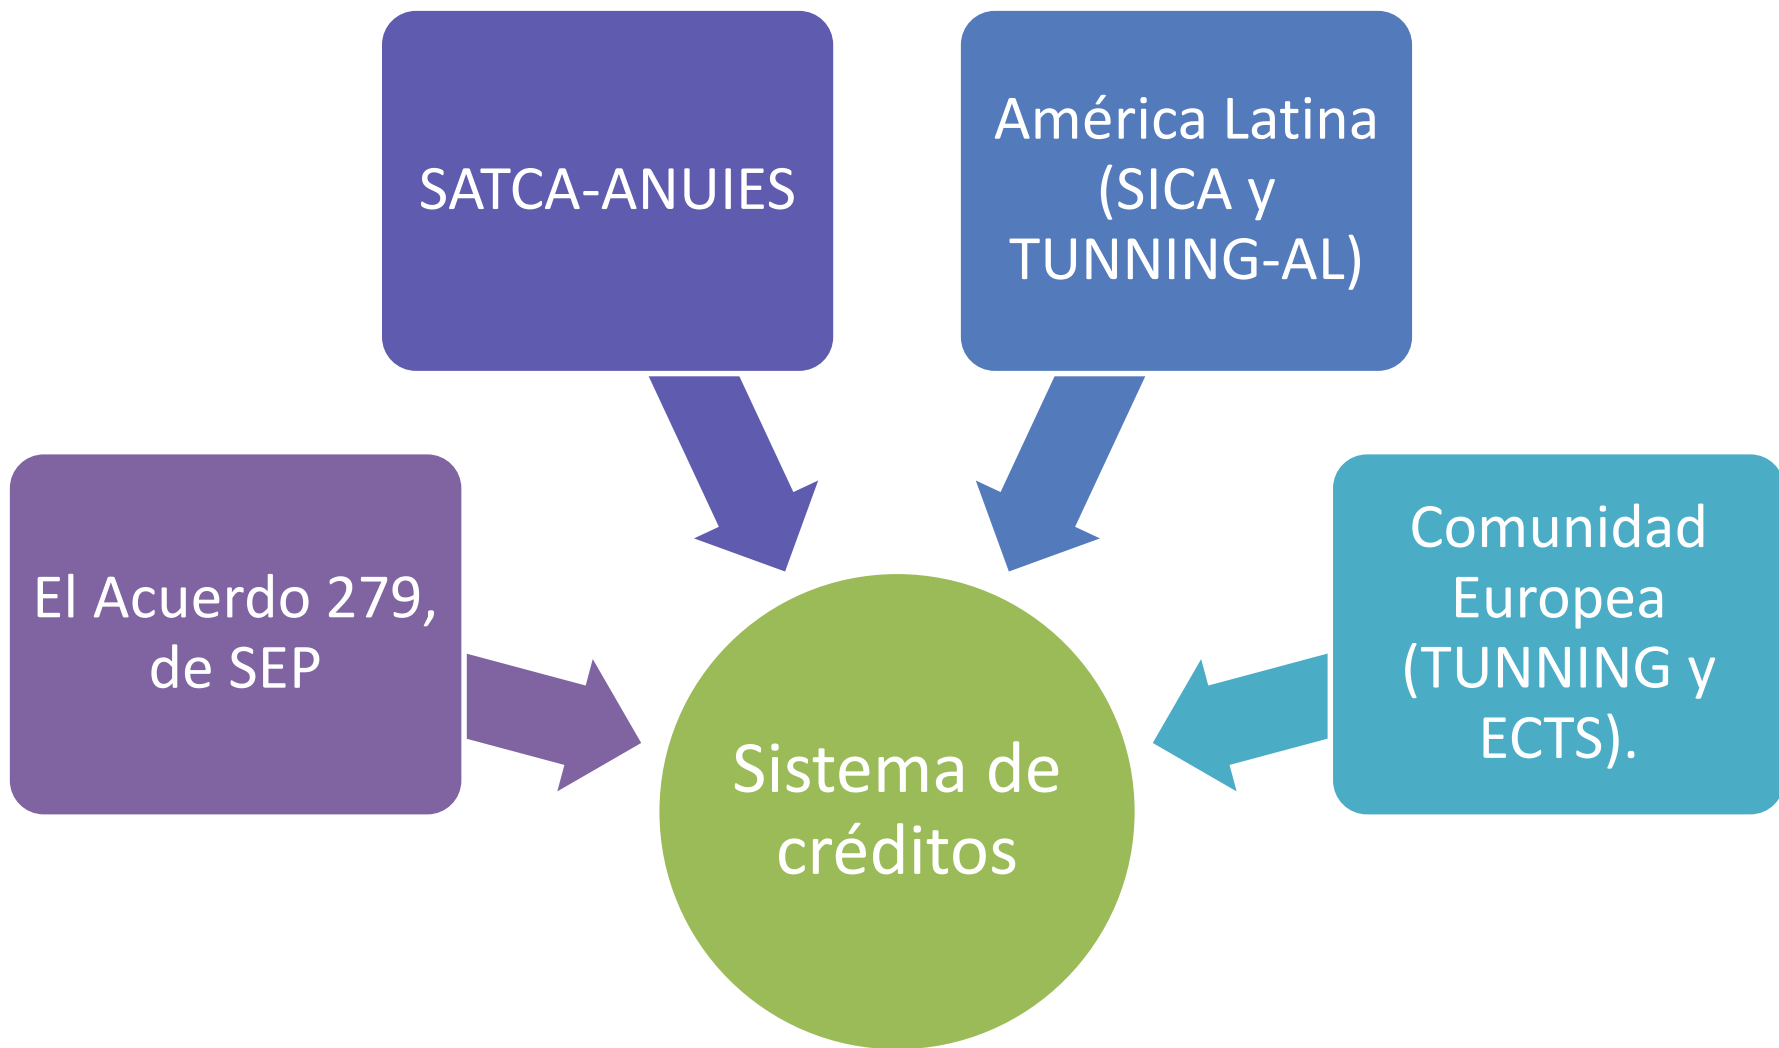 SATCA-ANUIES
América Latina
(SICA y
TUNNING-AL)
El Acuerdo 279,
de SEP
Comunidad
Europea
(TUNNING y
ECTS).
Sistema de
créditos